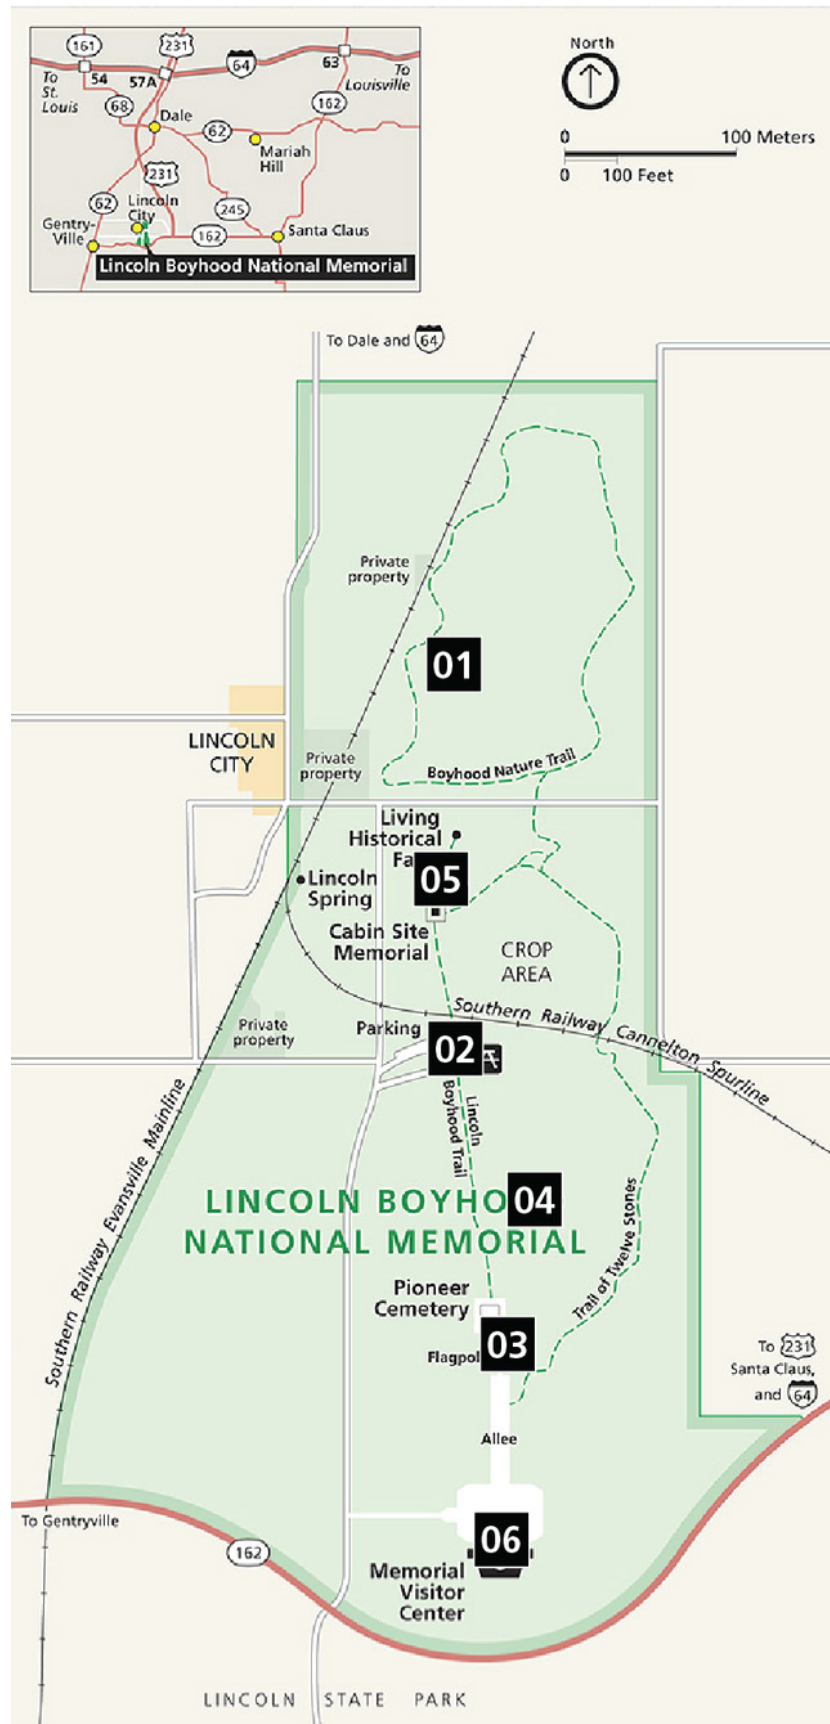 161
231
64
63
To
St.
Louis
54
57A
To
Louisville
68
162
Dale
62
Mariah
Hill
231
62
Lincoln
City
245
Gentry-
Ville
162
Santa Claus
Lincoln Boyhood National Memorial
North
0 100 Meters
0 100 Feet
To Dale and 64
Private
property
01
LINCOLN
CITY
Private
property
Boyhood Nature Trail
Living
Historical
Fa
05
Lincoln
Spring
Cabin Site
Memorial
CROP
AREA
Southern Railway Cannelton Spurline
Private
property
Parking
02
Lincoln
Boyhood Trail
Southern Railway Evansville Mainline
04
LINCOLN BOYHO
NATIONAL MEMORIAL
Trail of Twelve Stones
Pioneer
Cemetery
03
Flagpol
To 231
Santa Claus,
and 64
Allee
To Gentryville
06
162
Memorial
Visitor
Center
LINCOLN STATE PARK